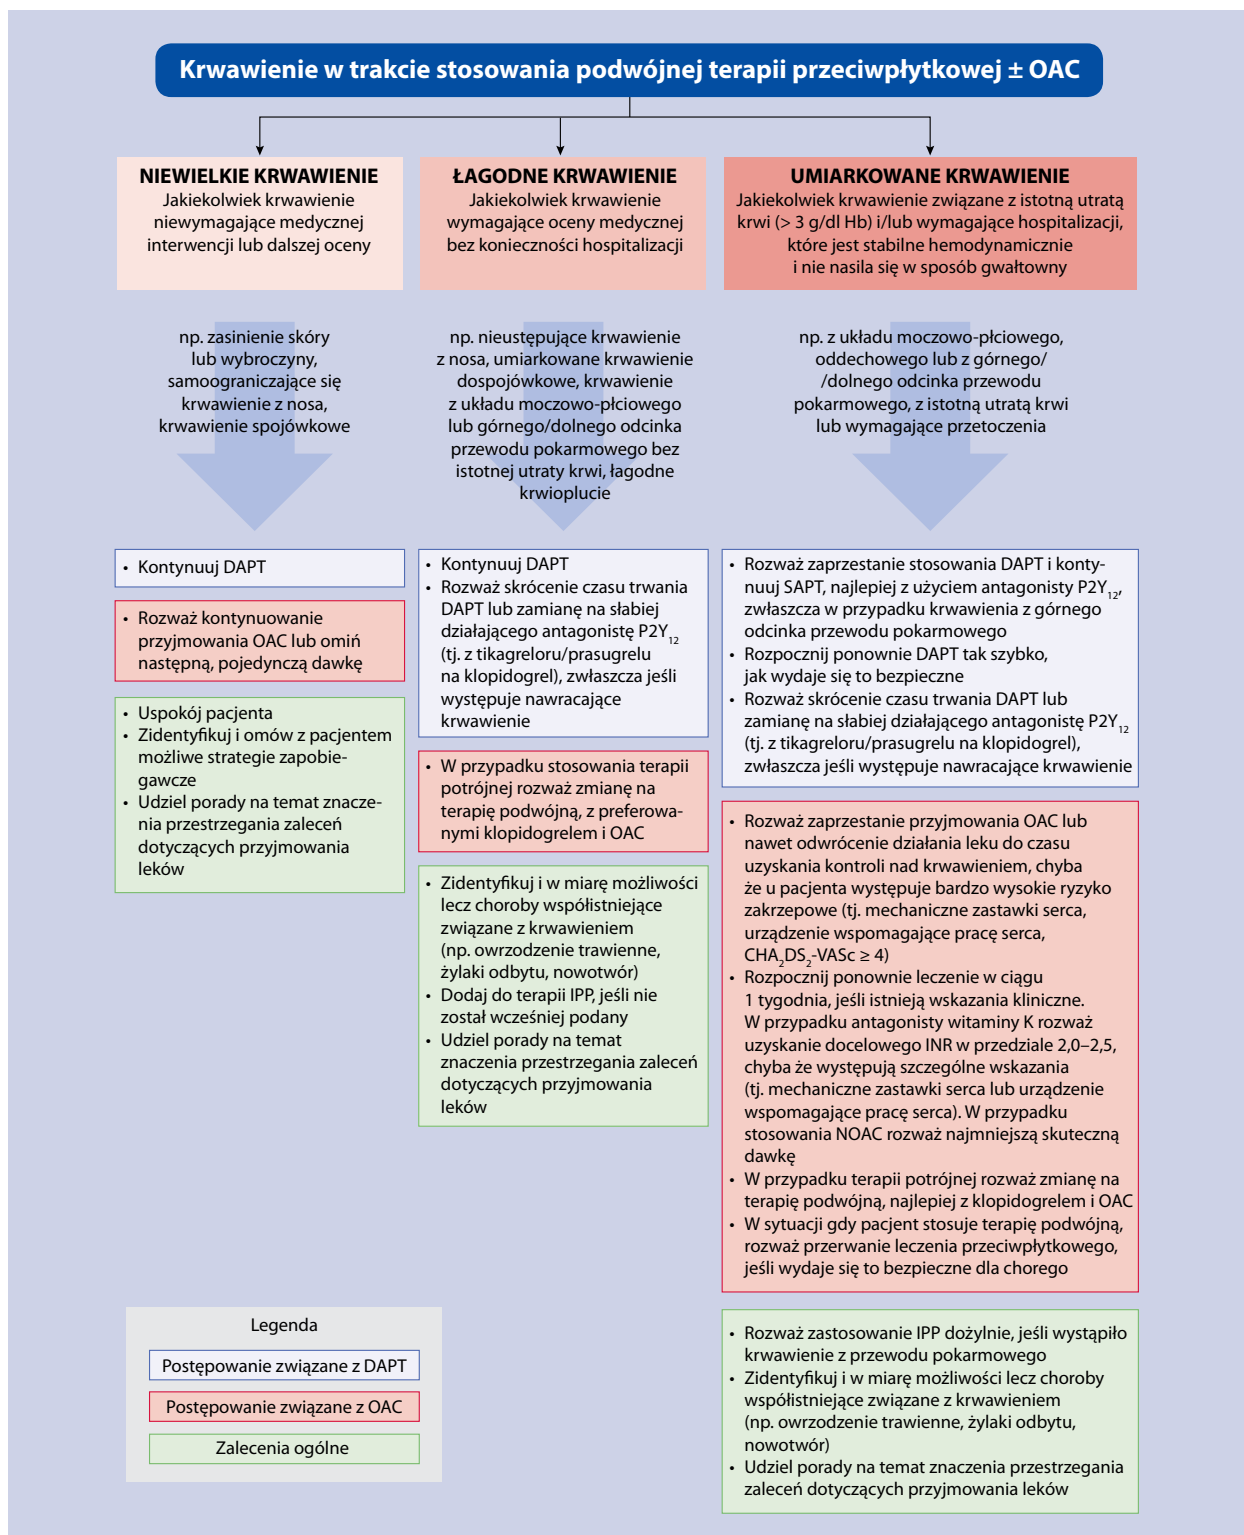 Krwawienie w trakcie stosowania podwójnej terapii przeciwpłytkowej ± OAC
NIEWIELKIE KRWAWIENIE
Jakiekolwiek krwawienie
niewymagające medycznej
interwencji lub dalszej oceny
np. zasinienie skóry
lub wybroczyny,
samoograniczające się
krwawienie z nosa,
krwawienie spojówkowe
• Kontynuuj DAPT
• Rozważ kontynuowanie
przyjmowania OAC lub omiń
następną, pojedynczą dawkę
• Uspokój pacjenta
• Zidentyfikuj i omów z pacjentem
możliwe strategie zapobie-
gawcze
• Udziel porady na temat znacze-
nia przestrzegania zaleceń
dotyczących przyjmowania
leków
ŁAGODNE KRWAWIENIE
Jakiekolwiek krwawienie
wymagające oceny medycznej
bez konieczności hospitalizacji
np. nieustępujące krwawienie
z nosa, umiarkowane krwawienie
dospojówkowe, krwawienie
z układu moczowo-płciowego
lub górnego/dolnego odcinka
przewodu pokarmowego bez
istotnej utraty krwi, łagodne
krwioplucie
• Kontynuuj DAPT
• Rozważ skrócenie czasu trwania
DAPT lub zamianę na słabiej
działającego antagonistę P2Y₁₂
(tj. z tikagreloru/prasugrelu
na klopidogrel), zwłaszcza jeśli
występuje nawracające
krwawienie
• W przypadku stosowania terapii
potrójnej rozważ zmianę na
terapię podwójną, z preferowa-
nymi klopidogrelem i OAC
• Zidentyfikuj i w miarę możliwości
lecz choroby współistniejące
związane z krwawieniem
(np. owrzodzenie trawienne,
żylaki odbytu, nowotwór)
• Dodaj do terapii IPP, jeśli nie
został wcześniej podany
• Udziel porady na temat
znaczenia przestrzegania zaleceń
dotyczących przyjmowania
leków
UMIARKOWANE KRWAWIENIE
Jakiekolwiek krwawienie związane z istotną utratą
krwi (> 3 g/dl Hb) i/lub wymagające hospitalizacji,
które jest stabilne hemodynamicznie
i nie nasila się w sposób gwałtowny
np. z układu moczowo-płciowego,
oddechowego lub z górnego/
/dolnego odcinka przewodu
pokarmowego, z istotną utratą krwi
lub wymagające przetoczenia
• Rozważ zaprzestanie stosowania DAPT i konty-
nuuj SAPT, najlepiej z użyciem antagonisty P2Y₁₂,
zwłaszcza w przypadku krwawienia z górnego
odcinka przewodu pokarmowego
• Rozpocznij ponownie DAPT tak szybko,
jak wydaje się to bezpieczne
• Rozważ skrócenie czasu trwania DAPT lub
zamianę na słabiej działającego antagonistę P2Y₁₂
(tj. z tikagreloru/prasugrelu na klopidogrel),
zwłaszcza jeśli występuje nawracające krwawienie
• Rozważ zaprzestanie przyjmowania OAC lub
nawet odwrócenie działania leku do czasu
uzyskania kontroli nad krwawieniem, chyba
że u pacjenta występuje bardzo wysokie ryzyko
zakrzepowe (tj. mechaniczne zastawki serca,
urządzenie wspomagające pracę serca,
CHA₂DS₂-VASc ≥ 4)
• Rozpocznij ponownie leczenie w ciągu
1 tygodnia, jeśli istnieją wskazania kliniczne.
W przypadku antagonisty witaminy K rozważ
uzyskanie docelowego INR w przedziale 2,0–2,5,
chyba że występują szczególne wskazania
(tj. mechaniczne zastawki serca lub urządzenie
wspomagające pracę serca). W przypadku
stosowania NOAC rozważ najmniejszą skuteczną
dawkę
• W przypadku terapii potrójnej rozważ zmianę na
terapię podwójną, najlepiej z klopidogrelem i OAC
• W sytuacji gdy pacjent stosuje terapię podwójną,
rozważ przerwanie leczenia przeciwpłytkowego,
jeśli wydaje się to bezpieczne dla chorego
• Rozważ zastosowanie IPP dożylnie, jeśli wystąpiło
krwawienie z przewodu pokarmowego
• Zidentyfikuj i w miarę możliwości lecz choroby
współistniejące związane z krwawieniem
(np. owrzodzenie trawienne, żylaki odbytu,
nowotwór)
• Udziel porady na temat znaczenia przestrzegania
zaleceń dotyczących przyjmowania leków
Legenda
Postępowanie związane z DAPT
Postępowanie związane z OAC
Zalecenia ogólne